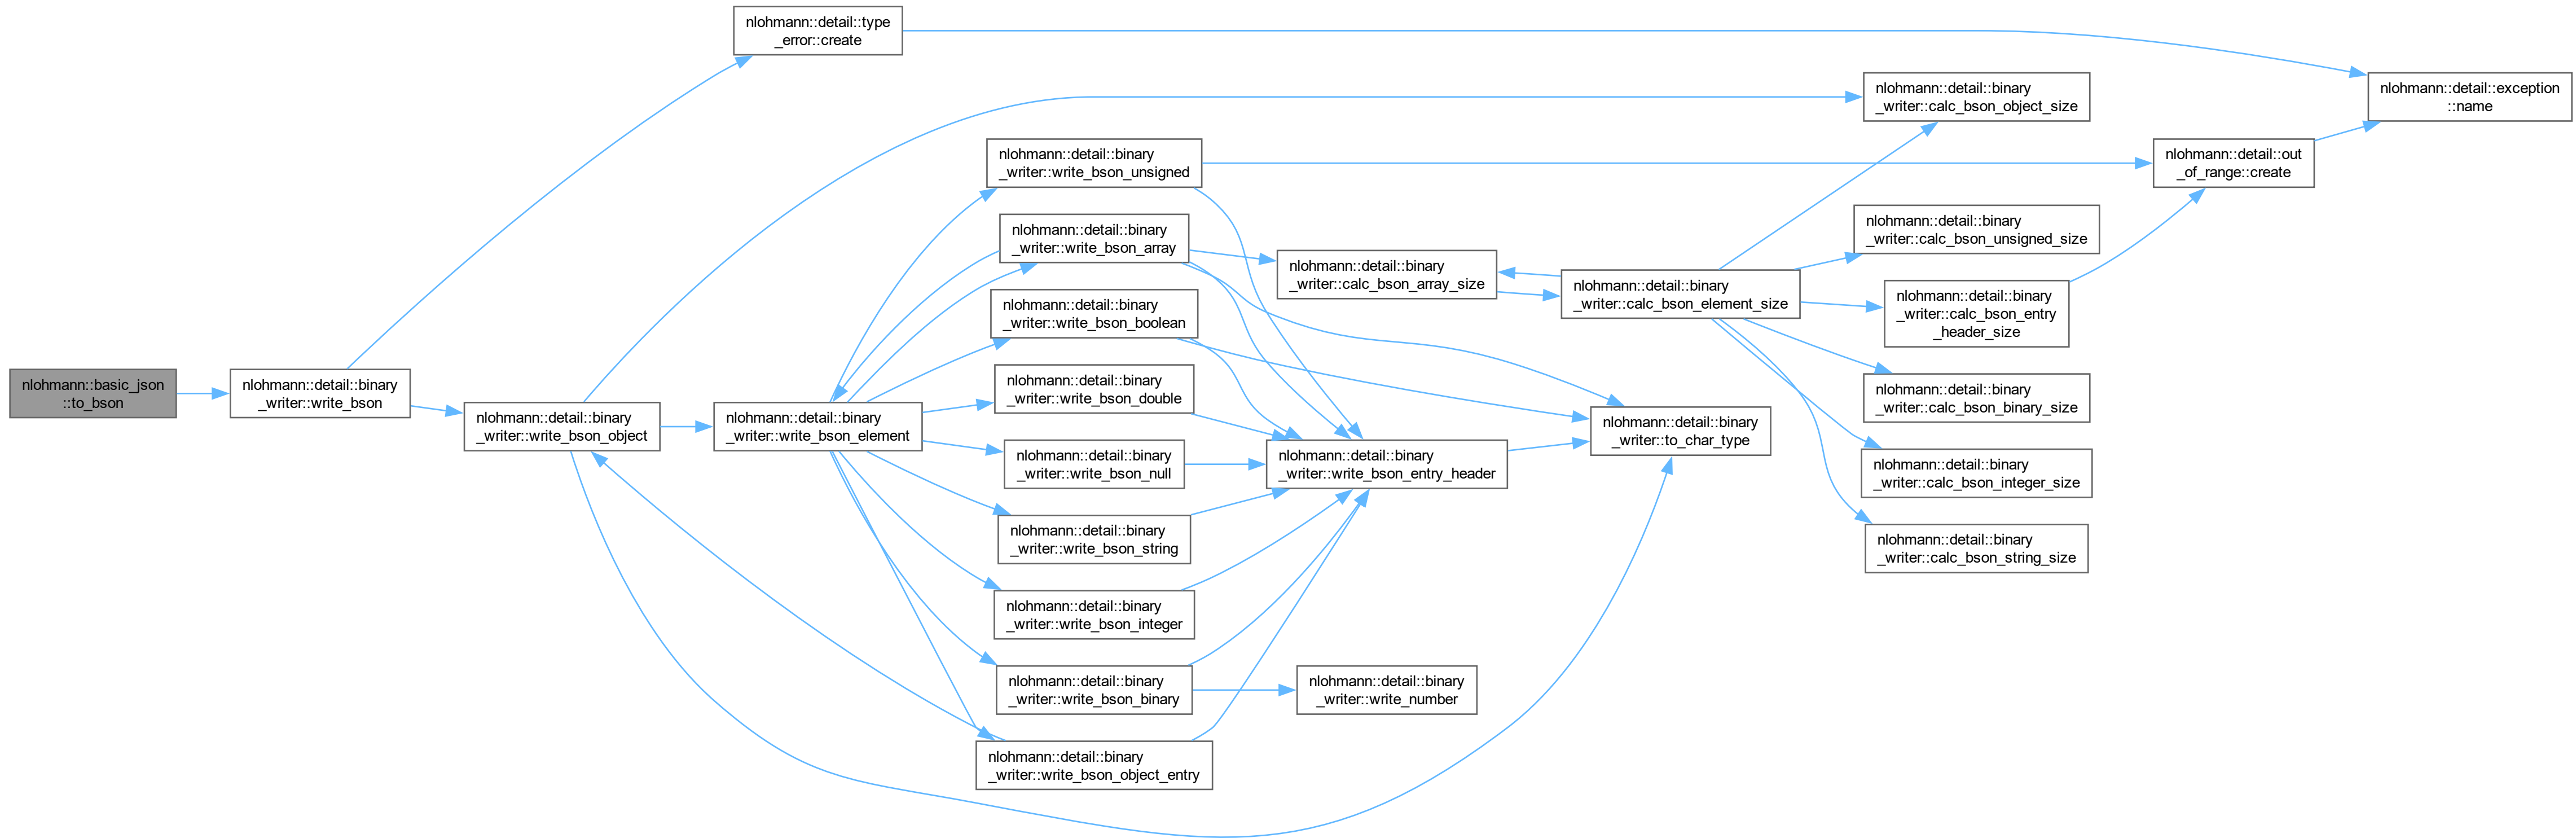 nlohmann::basic_json
::to_bson
nlohmann::detail::binary
_writer::write_bson
nlohmann::detail::type
_error::create
nlohmann::detail::binary
_writer::write_bson_object
nlohmann::detail::binary
_writer::write_bson_element
nlohmann::detail::binary
_writer::write_bson_unsigned
nlohmann::detail::binary
_writer::write_bson_array
nlohmann::detail::binary
_writer::write_bson_boolean
nlohmann::detail::binary
_writer::write_bson_double
nlohmann::detail::binary
_writer::write_bson_null
nlohmann::detail::binary
_writer::write_bson_string
nlohmann::detail::binary
_writer::write_bson_integer
nlohmann::detail::binary
_writer::write_bson_binary
nlohmann::detail::binary
_writer::write_bson_object_entry
nlohmann::detail::binary
_writer::calc_bson_array_size
nlohmann::detail::binary
_writer::write_bson_entry_header
nlohmann::detail::binary
_writer::write_number
nlohmann::detail::binary
_writer::calc_bson_element_size
nlohmann::detail::binary
_writer::to_char_type
nlohmann::detail::binary
_writer::calc_bson_object_size
nlohmann::detail::binary
_writer::calc_bson_unsigned_size
nlohmann::detail::binary
_writer::calc_bson_entry
_header_size
nlohmann::detail::binary
_writer::calc_bson_binary_size
nlohmann::detail::binary
_writer::calc_bson_integer_size
nlohmann::detail::binary
_writer::calc_bson_string_size
nlohmann::detail::out
_of_range::create
nlohmann::detail::exception
::name